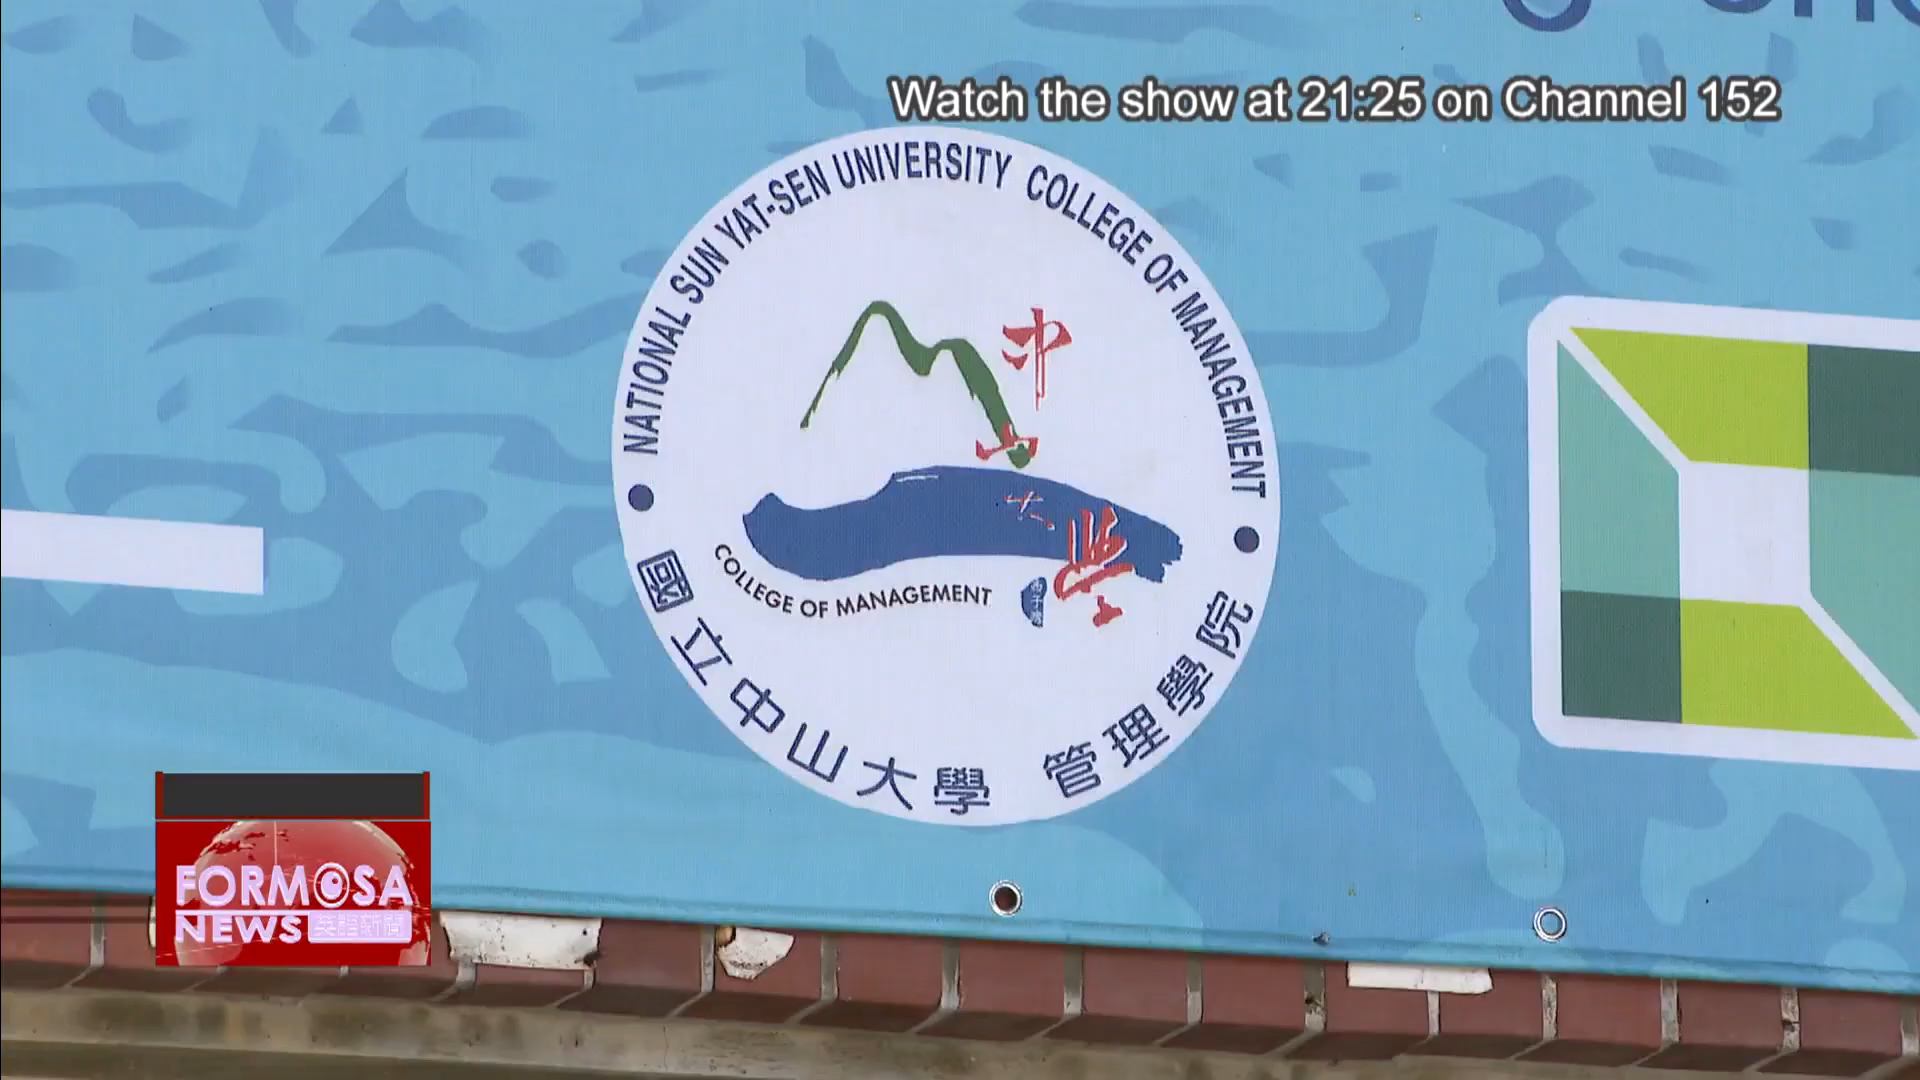 Watch the show at 21:25 on Channel 152
NATIONAL SUN YAT-SEN UNIVERSITY COLLEGE OF MANAGEMENT
中
山
大
學
COLLEGE OF MANAGEMENT
國立中山大學 管理學院
FORMOSA
NEWS 英語新聞